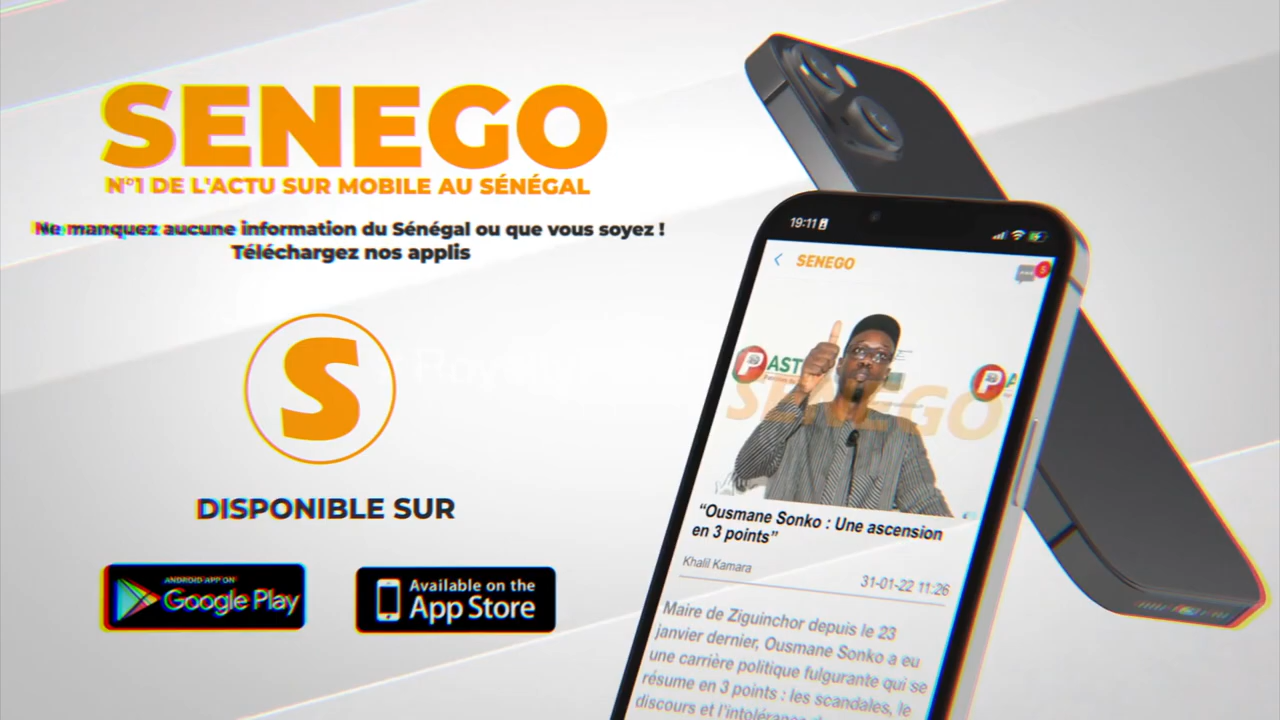 SENEGO
N°1 DE L'ACTU SUR MOBILE AU SÉNÉGAL
Ne manquez aucune information du Sénégal ou que vous soyez !
Téléchargez nos applis
S
DISPONIBLE SUR
ANDROID APP ON
Google Play
Available on the
App Store
19:11
SENEGO
5
PAST
SENEGO
“Ousmane Sonko : Une ascension
en 3 points”
Khalil Kamara
31-01-22 11:26
Maire de Ziguinchor depuis le 23
janvier dernier, Ousmane Sonko a eu
une carrière politique fulgurante qui se
résume en 3 points : les scandales, le
discours et l'intolérance